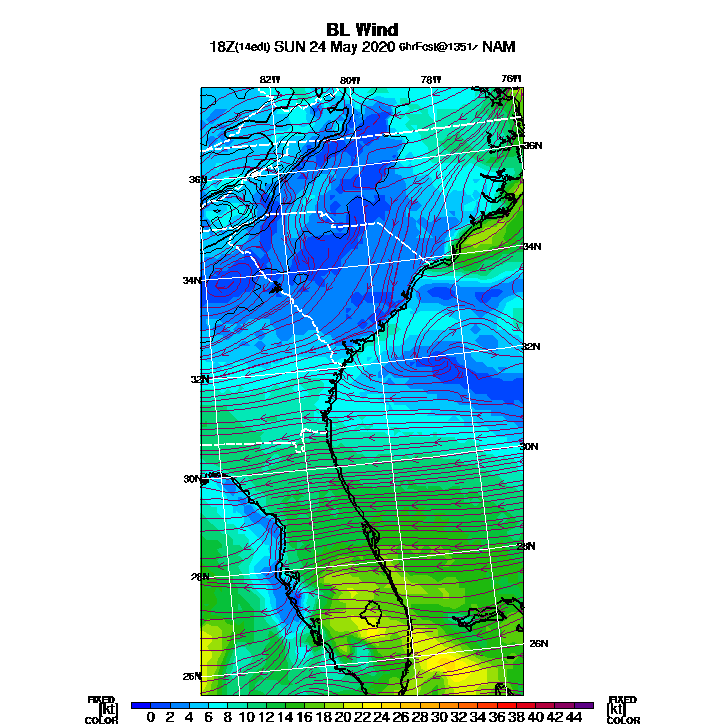 BL Wind
18Z(14edt) SUN 24 May 2020 6hrFcst@1351z NAM
82W 80W 78W 76W
36N 36N
34N 34N
32N 32N
30N 30N
28N 28N
26N 26N
FIXED FIXED
[kt] [kt]
COLOR COLOR
0 2 4 6 8 10 12 14 16 18 20 22 24 26 28 30 32 34 36 38 40 42 44